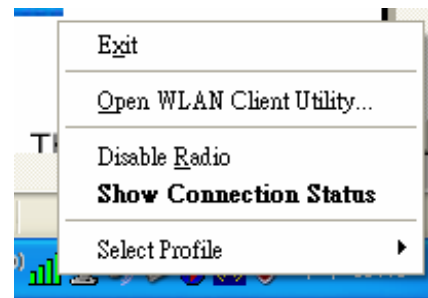 Exit
Open WLAN Client Utility...
Disable Radio
Show Connection Status
Select Profile